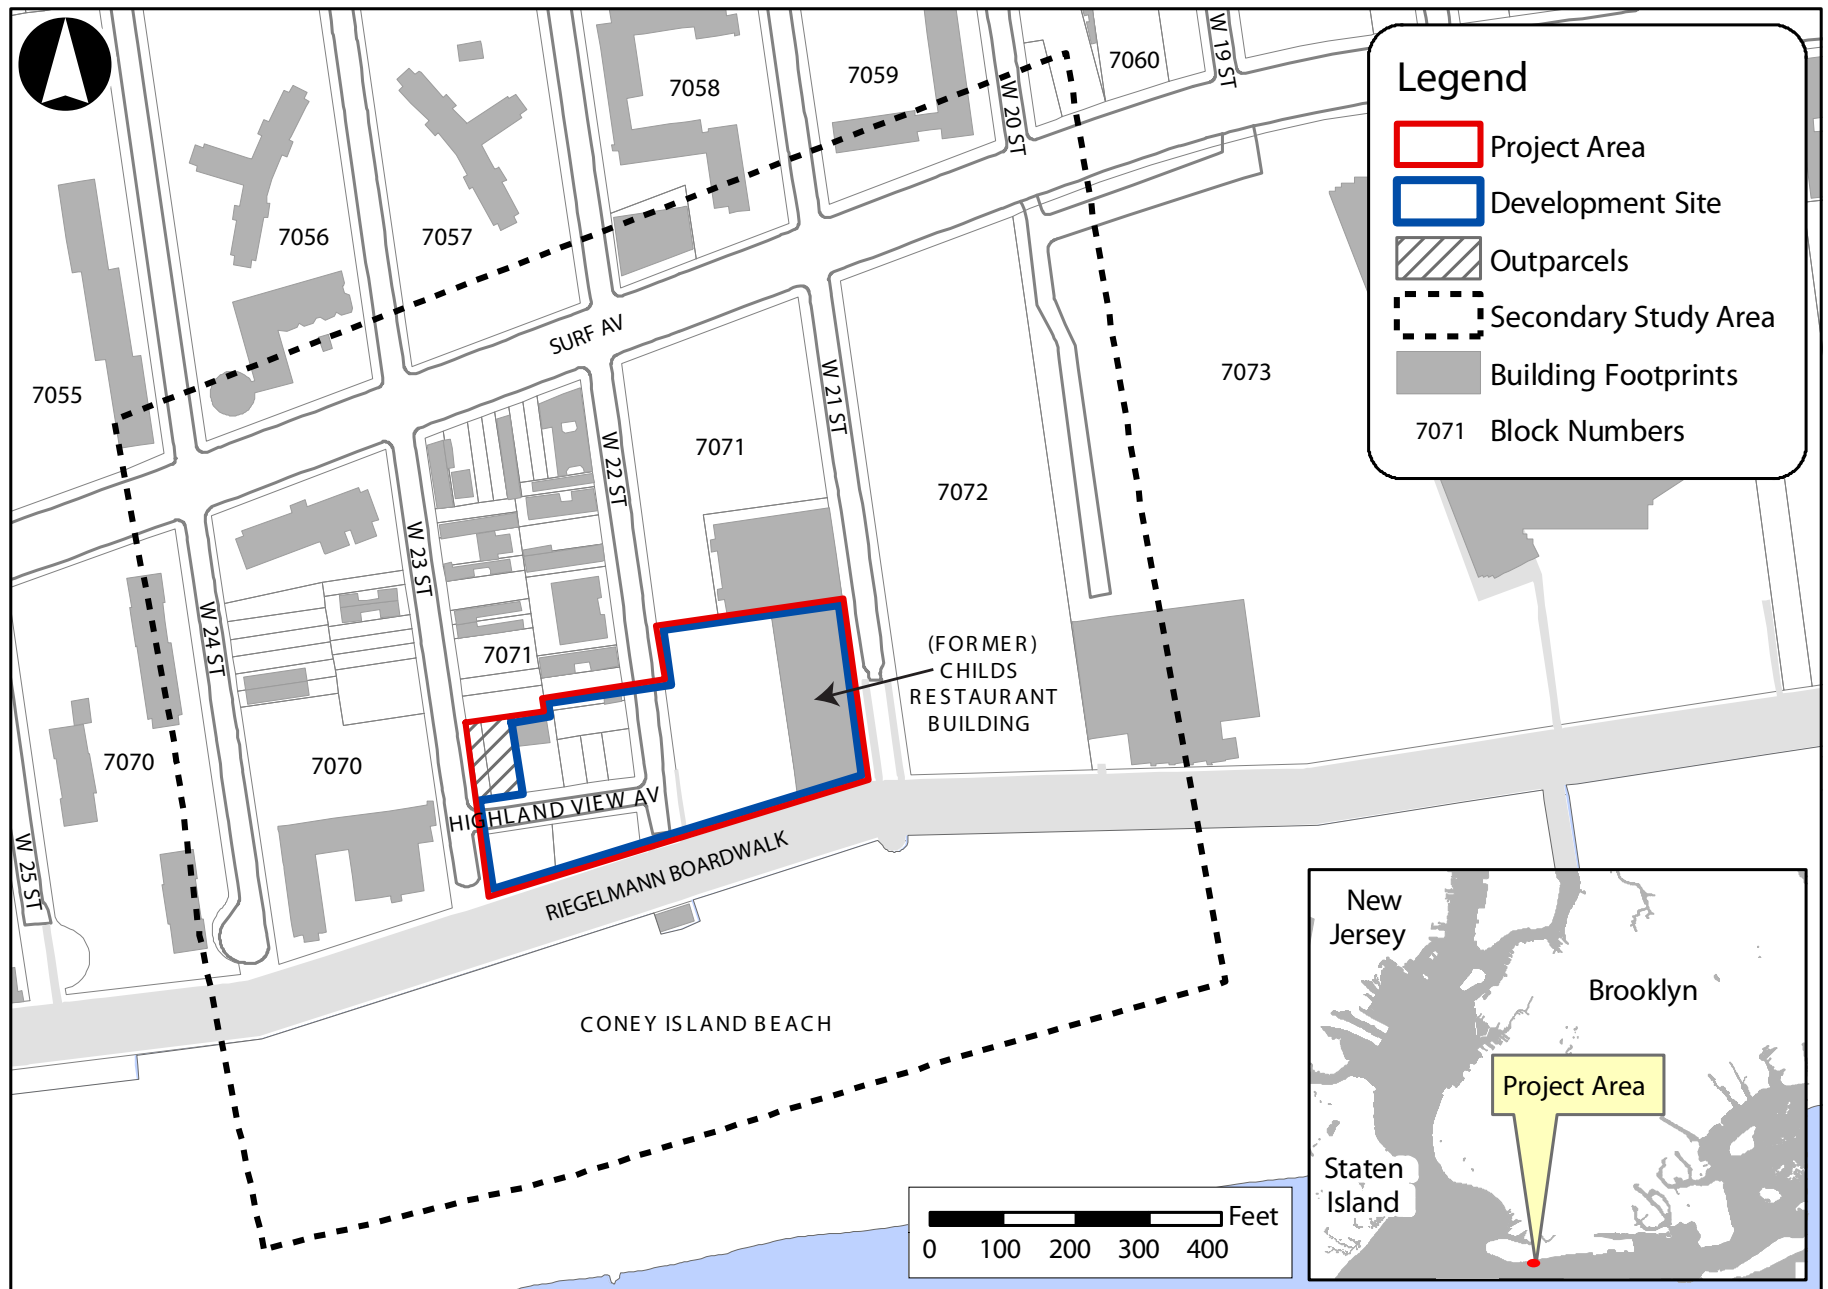 W 19 ST
7060
7059
7058
W 20 ST
7056
7057
SURF AV
7055
W 21 ST
7073
7071
W 22 ST
7072
W 23 ST
W 24 ST
7071
(FORMER)
CHILDS
RESTAURANT
BUILDING
7070
7070
HIGHLAND VIEW AV
W 25 ST
RIEGELMANN BOARDWALK
CONEY ISLAND BEACH
Legend
Project Area
Development Site
Outparcels
Secondary Study Area
Building Footprints
7071 Block Numbers
New
Jersey
Brooklyn
Project Area
Staten
Island
Feet
0 100 200 300 400